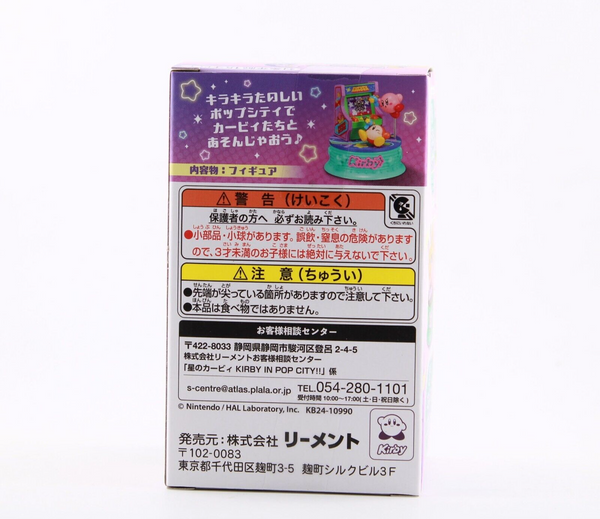 キラキラたのしい
ポップシティで
カービィたちと
あそんじゃおう♪
Kirby
内容物：フィギュア
⚠警告（けいこく）
保護者の方へ 必ずお読み下さい。
●小部品・小球があります。誤飲・窒息の危険があります
ので、3才未満のお子様には絶対に与えないで下さい。
⚠注意（ちゅうい）
●先端が尖っている箇所がありますので注意して下さい。
●本品は食べ物ではありません。
お客様相談センター
〒422-8033 静岡県静岡市駿河区登呂 2-4-5
株式会社リーメントお客様相談センター
「星のカービィ KIRBY IN POP CITY!!」係
s-centre@atlas.plala.or.jp TEL.054-280-1101
受付時間 10:00～17:00(土・日・祝日除く)
© Nintendo / HAL Laboratory, Inc. KB24-10990
発売元：株式会社 リーメント
Kirby
〒102-0083
東京都千代田区麹町3-5 麹町シルクビル3F